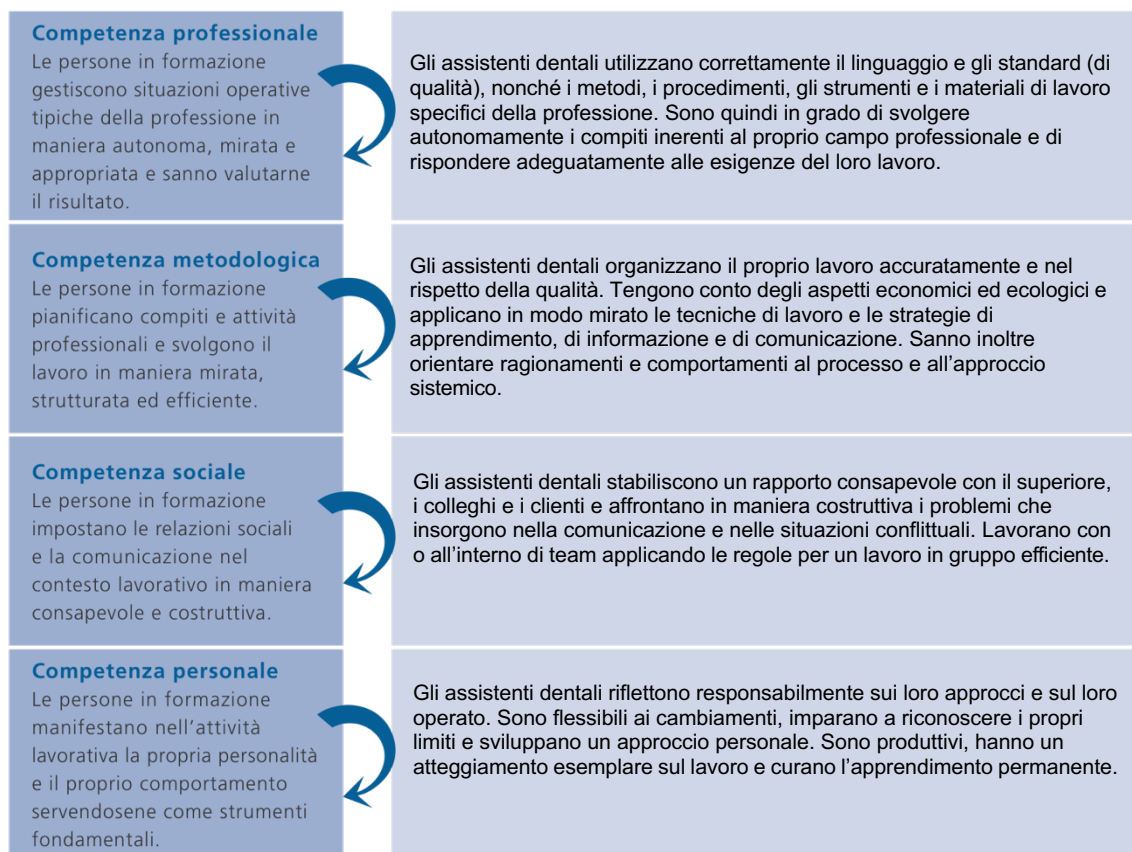 Competenza professionale
Le persone in formazione
gestiscono situazioni operative
tipiche della professione in
maniera autonoma, mirata e
appropriata e sanno valutarne
il risultato.
Gli assistenti dentali utilizzano correttamente il linguaggio e gli standard (di
qualità), nonché i metodi, i procedimenti, gli strumenti e i materiali di lavoro
specifici della professione. Sono quindi in grado di svolgere
autonomamente i compiti inerenti al proprio campo professionale e di
rispondere adeguatamente alle esigenze del loro lavoro.
Competenza metodologica
Le persone in formazione
pianificano compiti e attività
professionali e svolgono il
lavoro in maniera mirata,
strutturata ed efficiente.
Gli assistenti dentali organizzano il proprio lavoro accuratamente e nel
rispetto della qualità. Tengono conto degli aspetti economici ed ecologici e
applicano in modo mirato le tecniche di lavoro e le strategie di
apprendimento, di informazione e di comunicazione. Sanno inoltre
orientare ragionamenti e comportamenti al processo e all’approccio
sistemico.
Competenza sociale
Le persone in formazione
impostano le relazioni sociali
e la comunicazione nel
contesto lavorativo in maniera
consapevole e costruttiva.
Gli assistenti dentali stabiliscono un rapporto consapevole con il superiore,
i colleghi e i clienti e affrontano in maniera costruttiva i problemi che
insorgono nella comunicazione e nelle situazioni conflittuali. Lavorano con
o all’interno di team applicando le regole per un lavoro in gruppo efficiente.
Competenza personale
Le persone in formazione
manifestano nell’attività
lavorativa la propria personalità
e il proprio comportamento
servendosene come strumenti
fondamentali.
Gli assistenti dentali riflettono responsabilmente sui loro approcci e sul loro
operato. Sono flessibili ai cambiamenti, imparano a riconoscere i propri
limiti e sviluppano un approccio personale. Sono produttivi, hanno un
atteggiamento esemplare sul lavoro e curano l’apprendimento permanente.